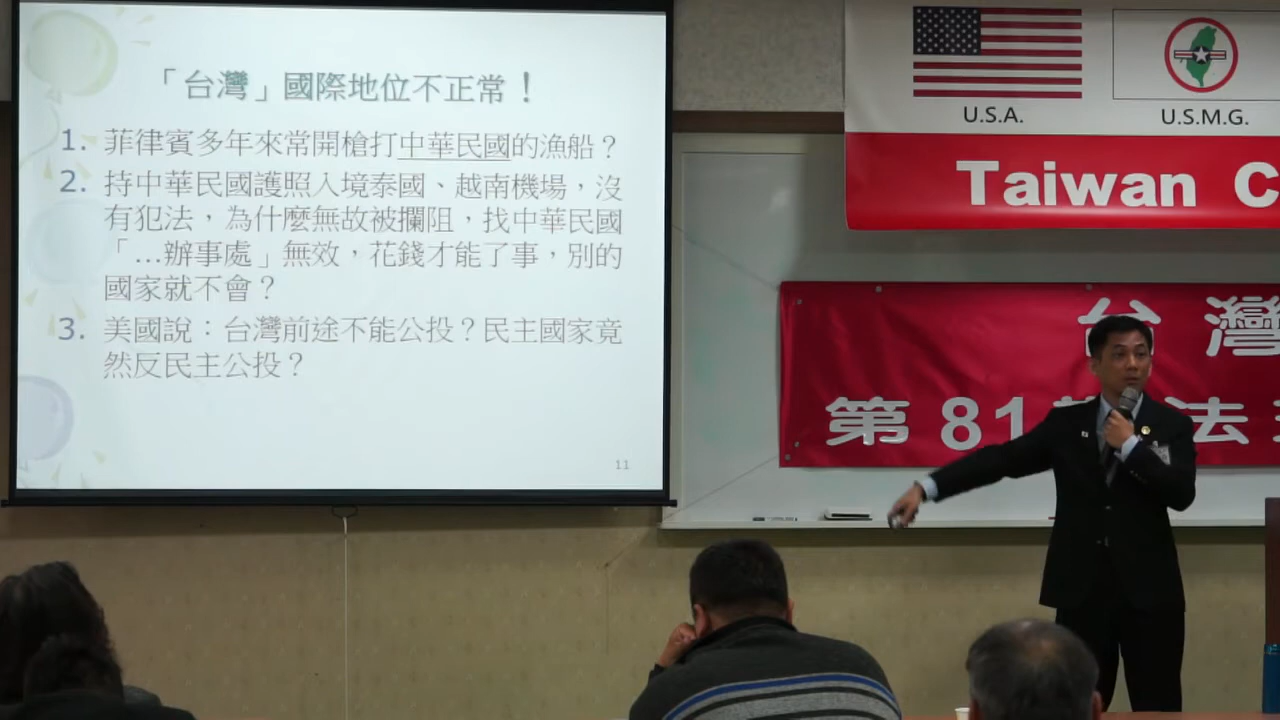 「台灣」國際地位不正常！
1. 菲律賓多年來常開槍打中華民國的漁船？
2. 持中華民國護照入境泰國、越南機場，沒
有犯法，為什麼無故被攔阻，找中華民國
「...辦事處」無效，花錢才能了事，別的
國家就不會？
3. 美國說：台灣前途不能公投？民主國家竟
然反民主公投？
11
U.S.A.
U.S.M.G.
Taiwan C
台灣
第81 法